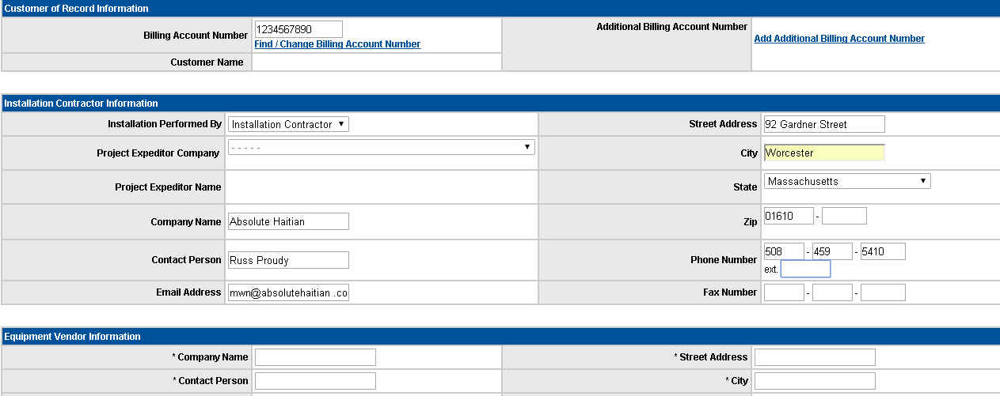 Customer of Record Information
Billing Account Number 1234567890 Additional Billing Account Number Add Additional Billing Account Number
Find / Change Billing Account Number
Customer Name
Installation Contractor Information
Installation Performed By Installation Contractor Street Address 92 Gardner Street
Project Expeditor Company - - - - - City Worcester
Project Expeditor Name State Massachusetts
Company Name Absolute Haitian Zip 01610 -
Contact Person Russ Proudy Phone Number 508 - 459 - 5410
ext.
Email Address mwn@absolutehaitian .co Fax Number - -
Equipment Vendor Information
* Company Name * Street Address
* Contact Person * City